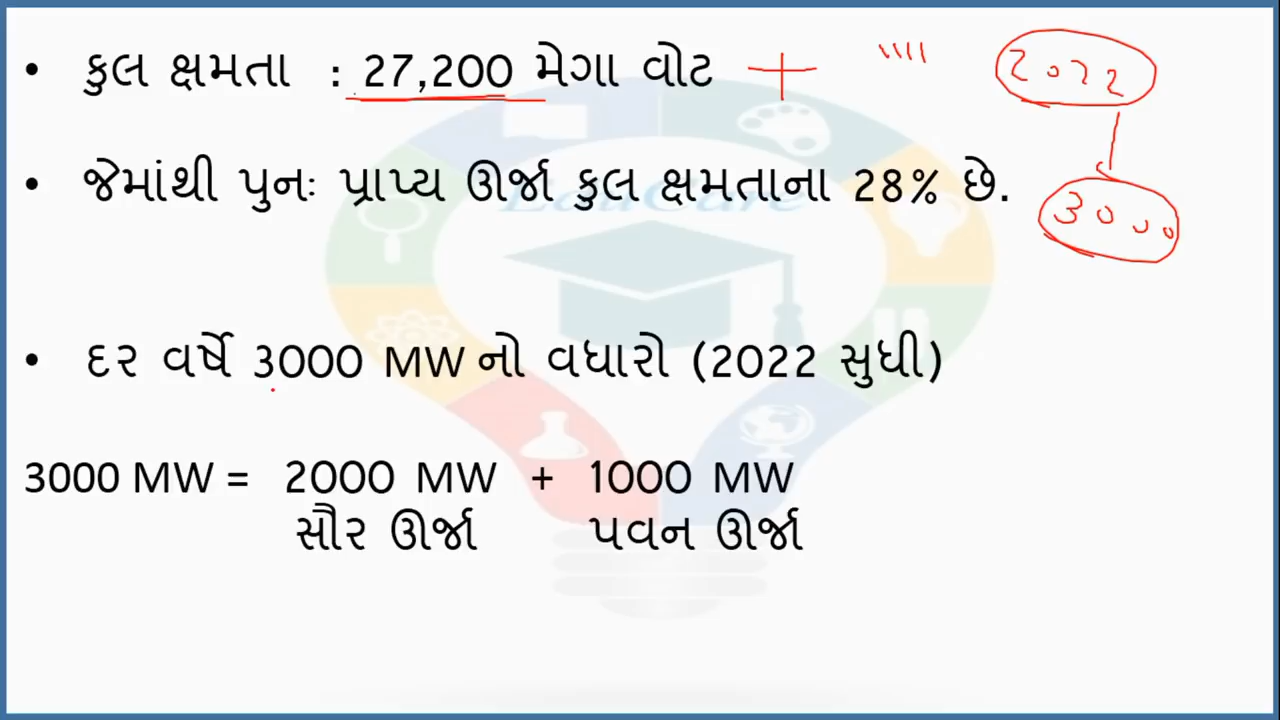 • કુલ ક્ષમતા : 27,200 મેગા વોટ + 2022
• જેમાંથી પુનઃ પ્રાપ્ય ઊર્જા કુલ ક્ષમતાના 28% છે.
3000
EduCare
• દર વર્ષે 3000 MW નો વધારો (2022 સુધી)
3000 MW = 2000 MW + 1000 MW
સૌર ઊર્જા પવન ઊર્જા